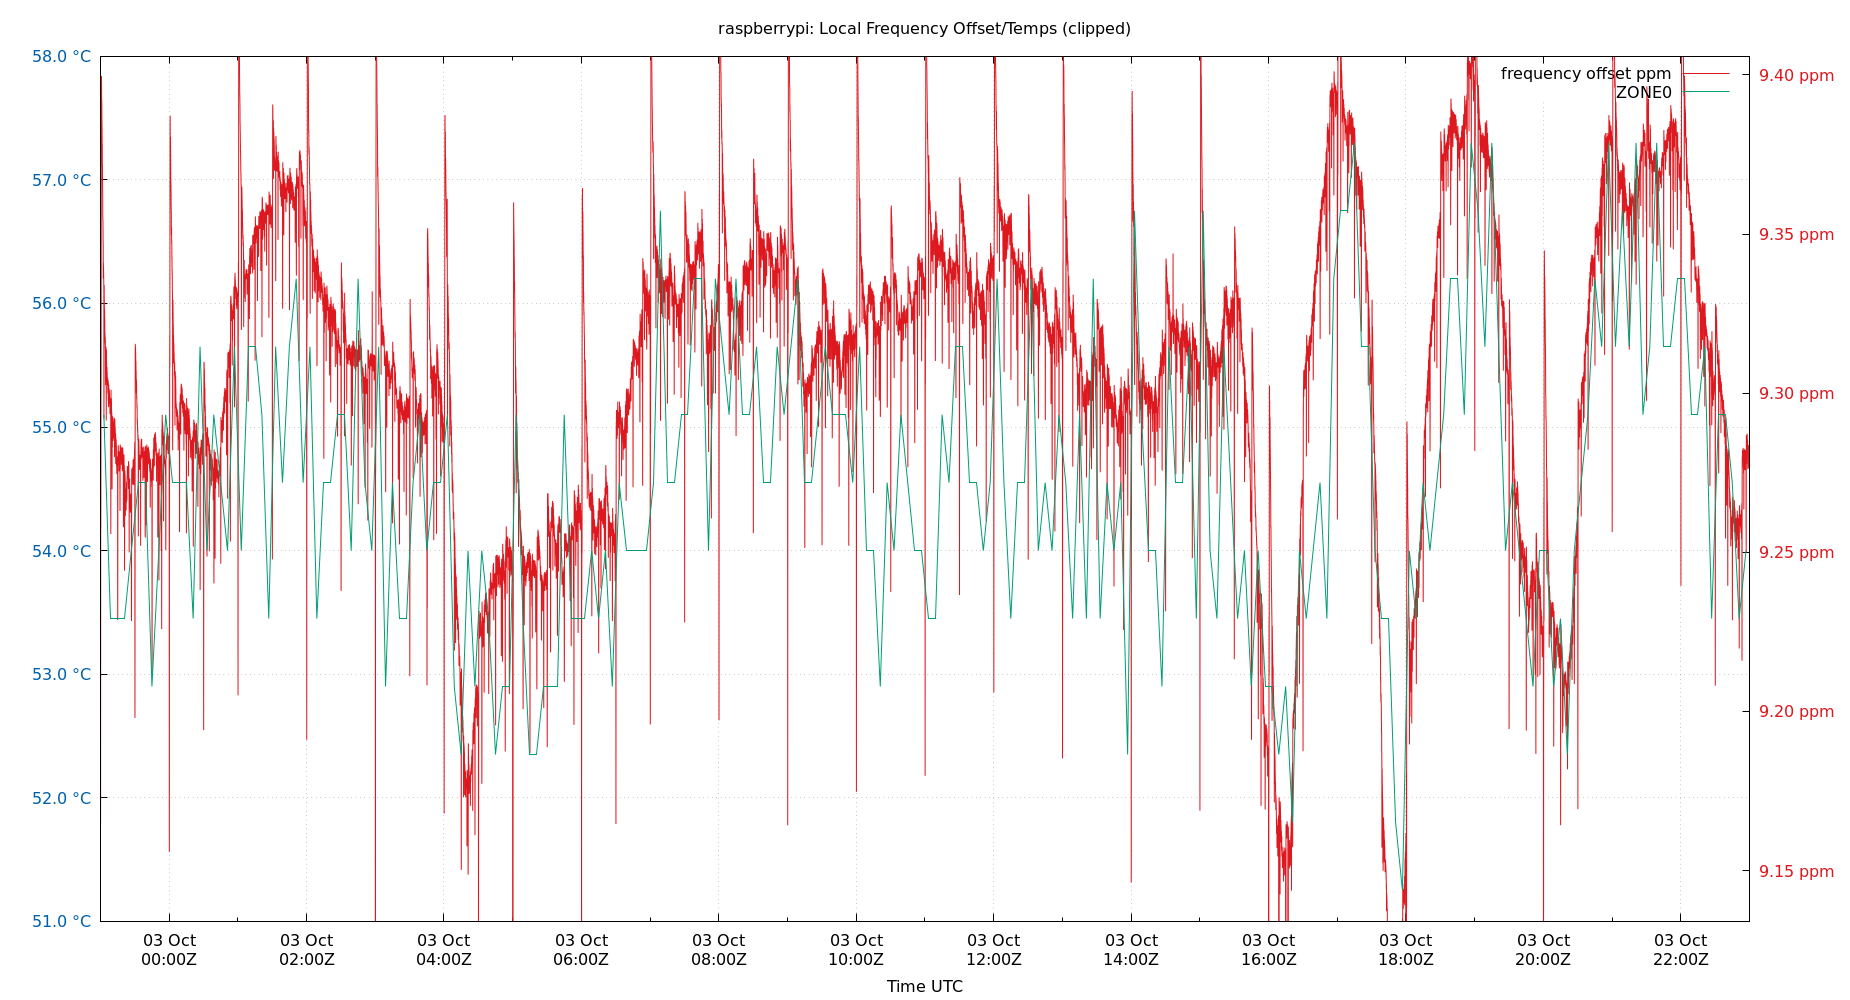 raspberrypi: Local Frequency Offset/Temps (clipped)
58.0 °C
57.0 °C
56.0 °C
55.0 °C
54.0 °C
53.0 °C
52.0 °C
51.0 °C
frequency offset ppm
ZONE0
9.40 ppm
9.35 ppm
9.30 ppm
9.25 ppm
9.20 ppm
9.15 ppm
03 Oct 03 Oct 03 Oct 03 Oct 03 Oct 03 Oct 03 Oct 03 Oct 03 Oct 03 Oct 03 Oct 03 Oct
00:00Z 02:00Z 04:00Z 06:00Z 08:00Z 10:00Z 12:00Z 14:00Z 16:00Z 18:00Z 20:00Z 22:00Z
Time UTC